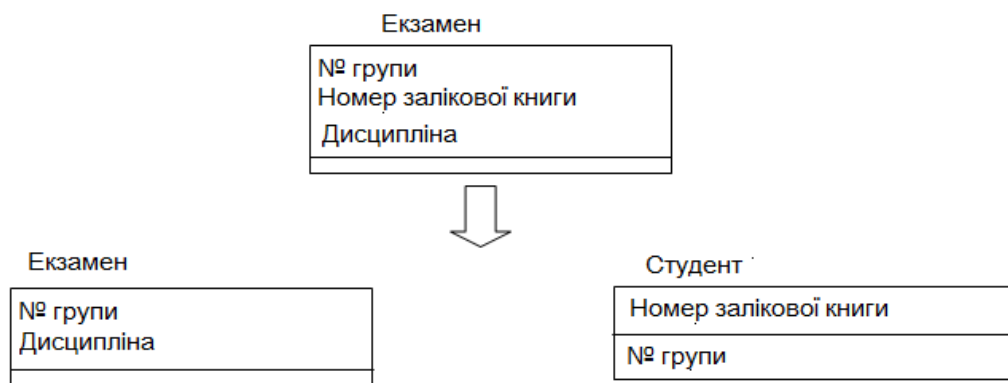 Екзамен
№ групи
Номер залікової книги
Дисципліна
Екзамен
№ групи
Дисципліна
Студент
Номер залікової книги
№ групи